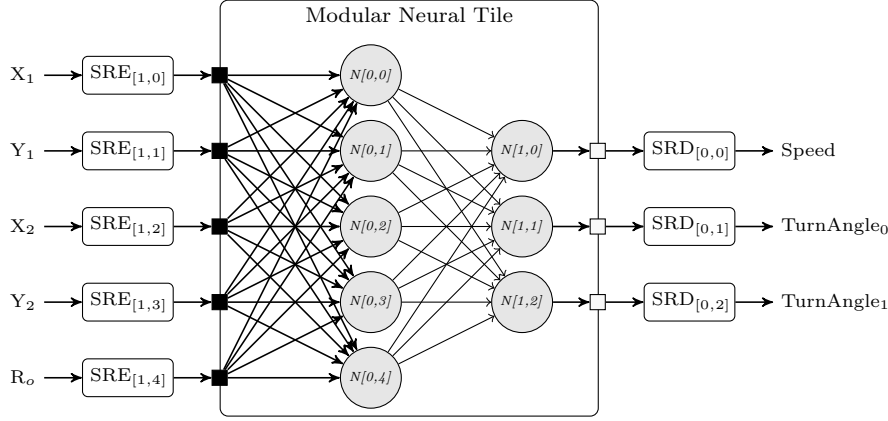 Modular Neural Tile
X₁ SRE[1,0] N[0,0]
Y₁ SRE[1,1] N[0,1] N[1,0] SRD[0,0] Speed
X₂ SRE[1,2] N[0,2] N[1,1] SRD[0,1] TurnAngle₀
Y₂ SRE[1,3] N[0,3] N[1,2] SRD[0,2] TurnAngle₁
Rₒ SRE[1,4] N[0,4]